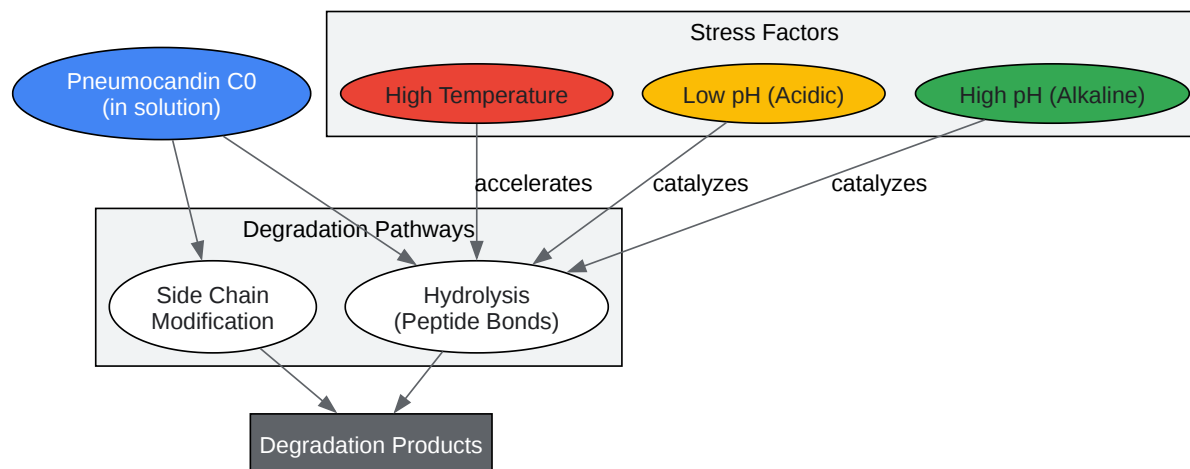 Stress Factors
Pneumocandin C0
(in solution)
High Temperature
Low pH (Acidic)
High pH (Alkaline)
accelerates
catalyzes
catalyzes
Degradation Pathways
Side Chain
Modification
Hydrolysis
(Peptide Bonds)
Degradation Products